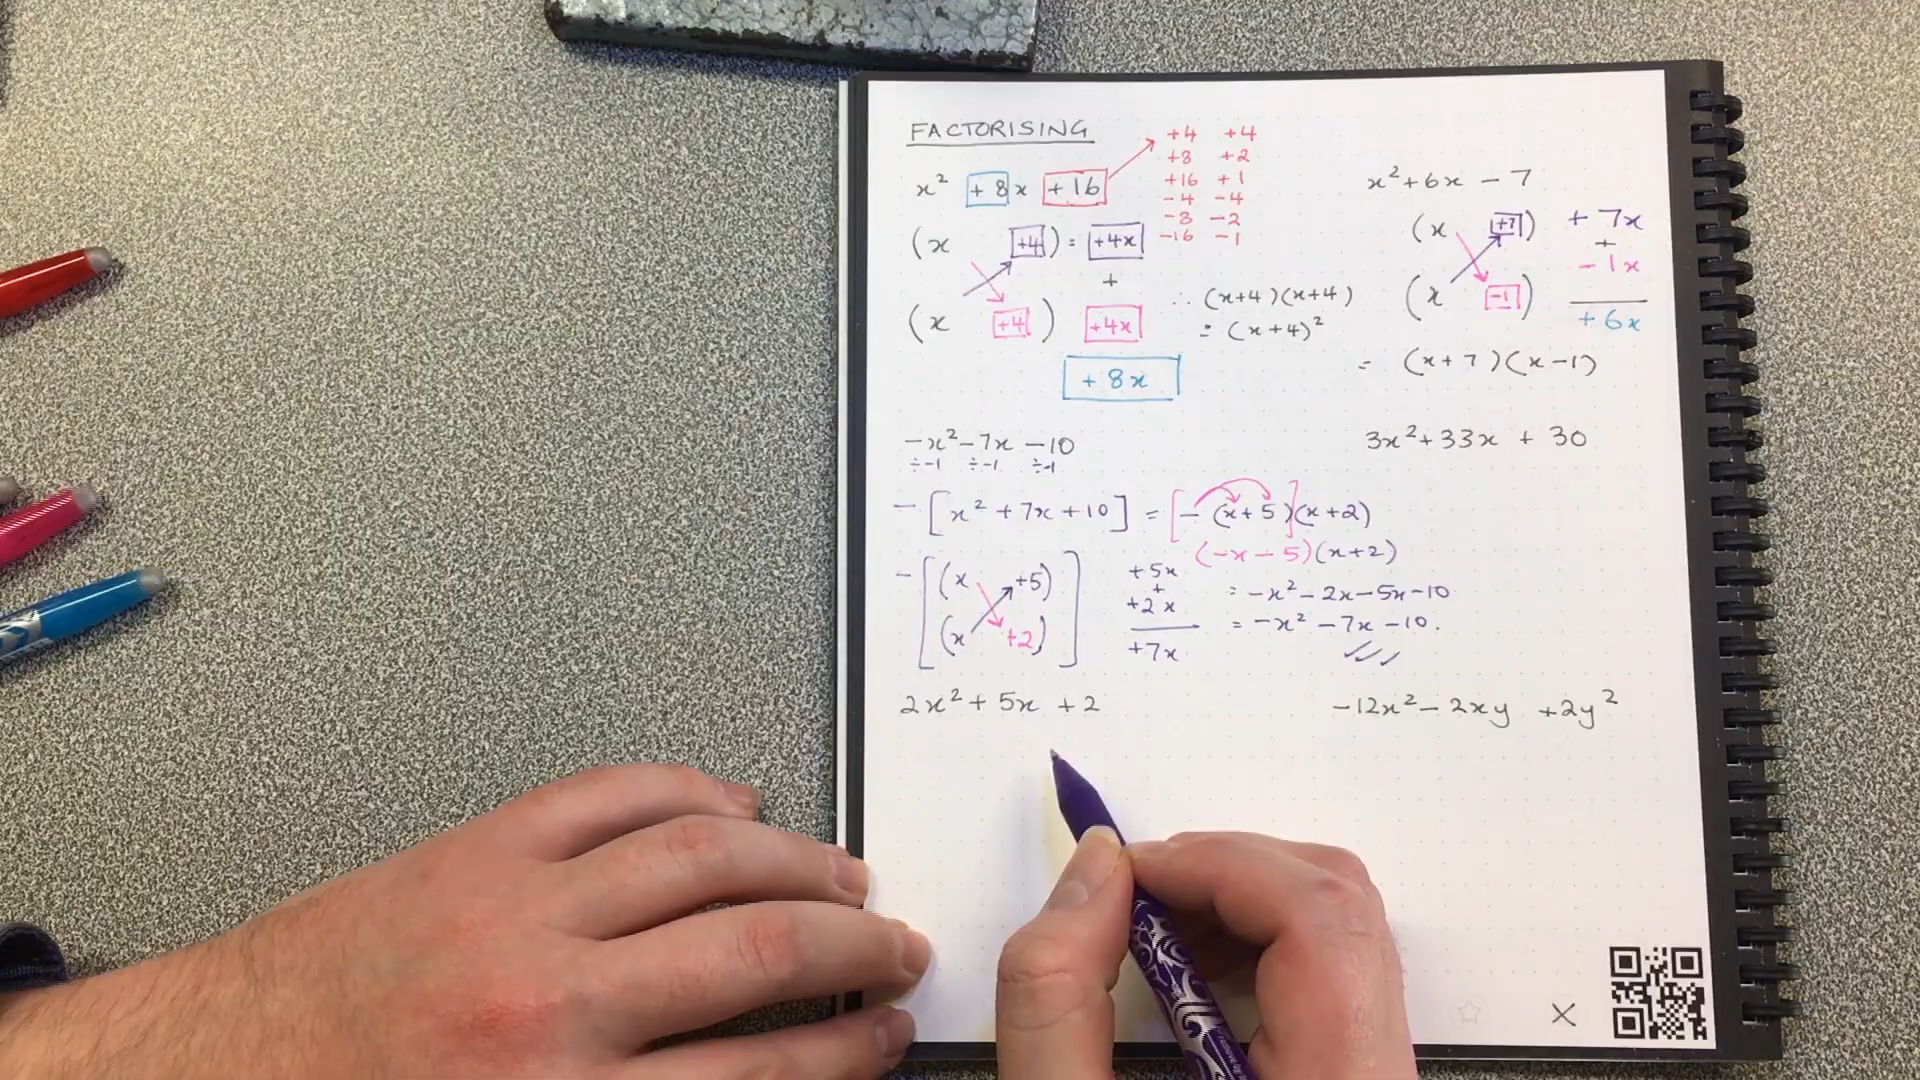 FACTORISING
x² + 8x + 16
+4 +4
+8 +2
+16 +1
-4 -4
-8 -2
-16 -1
(x +4) = +4x
+
(x +4) +4x
+ 8x
∴ (x+4)(x+4)
= (x+4)²
x² + 6x - 7
(x +7) + 7x
+
(x -1) - 1x
+ 6x
= (x+7)(x-1)
-x² - 7x - 10
÷-1 ÷-1 ÷-1
-[x² + 7x + 10] = [-(x+5)](x+2)
(-x - 5)(x+2)
-[(x +5)
(x +2)]
+5x
+
+2x
+7x
= -x² - 2x - 5x - 10
= -x² - 7x - 10.
3x² + 33x + 30
2x² + 5x + 2
-12x² - 2xy + 2y²